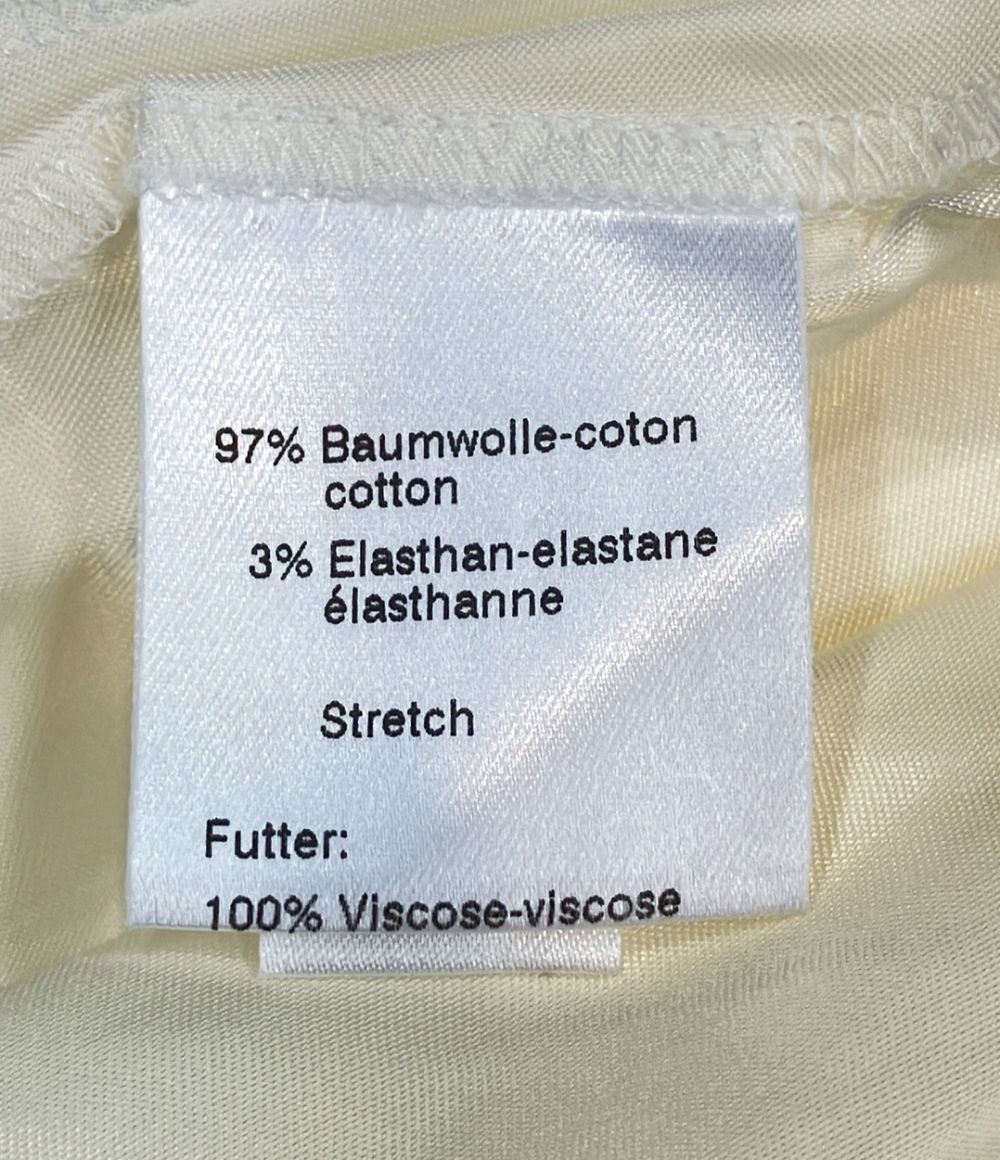 97% Baumwolle-coton
cotton
3% Elasthan-elastane
élasthanne
Stretch
Futter:
100% Viscose-viscose